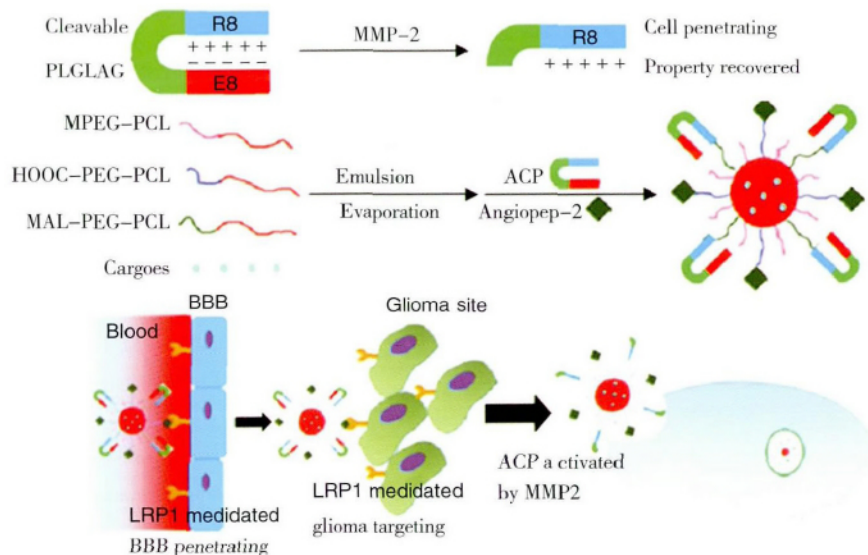 Cleavable
R8
+ + + + +
− − − − −
PLGLAG
E8
MMP−2
R8
+ + + + +
Cell penetrating
Property recovered
MPEG−PCL
HOOC−PEG−PCL
MAL−PEG−PCL
Cargoes
Emulsion
Evaporation
ACP
Angiopep−2
BBB
Blood
LRP1 medidated
BBB penetrating
Glioma site
LRP1 medidated
glioma targeting
ACP a ctivated
by MMP2